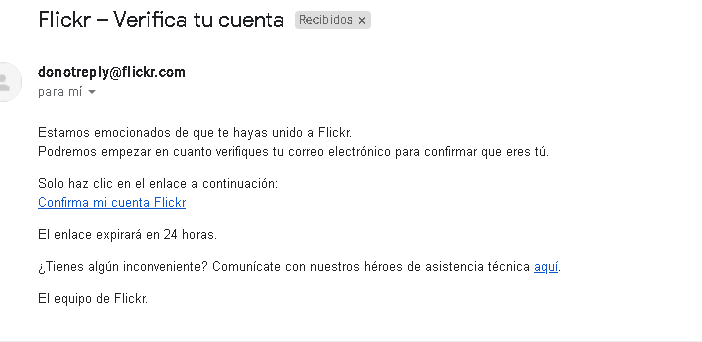 Flickr – Verifica tu cuenta Recibidos x
donotreply@flickr.com
para mí
Estamos emocionados de que te hayas unido a Flickr.
Podremos empezar en cuanto verifiques tu correo electrónico para confirmar que eres tú.
Solo haz clic en el enlace a continuación:
Confirma mi cuenta Flickr
El enlace expirará en 24 horas.
¿Tienes algún inconveniente? Comunícate con nuestros héroes de asistencia técnica aquí.
El equipo de Flickr.